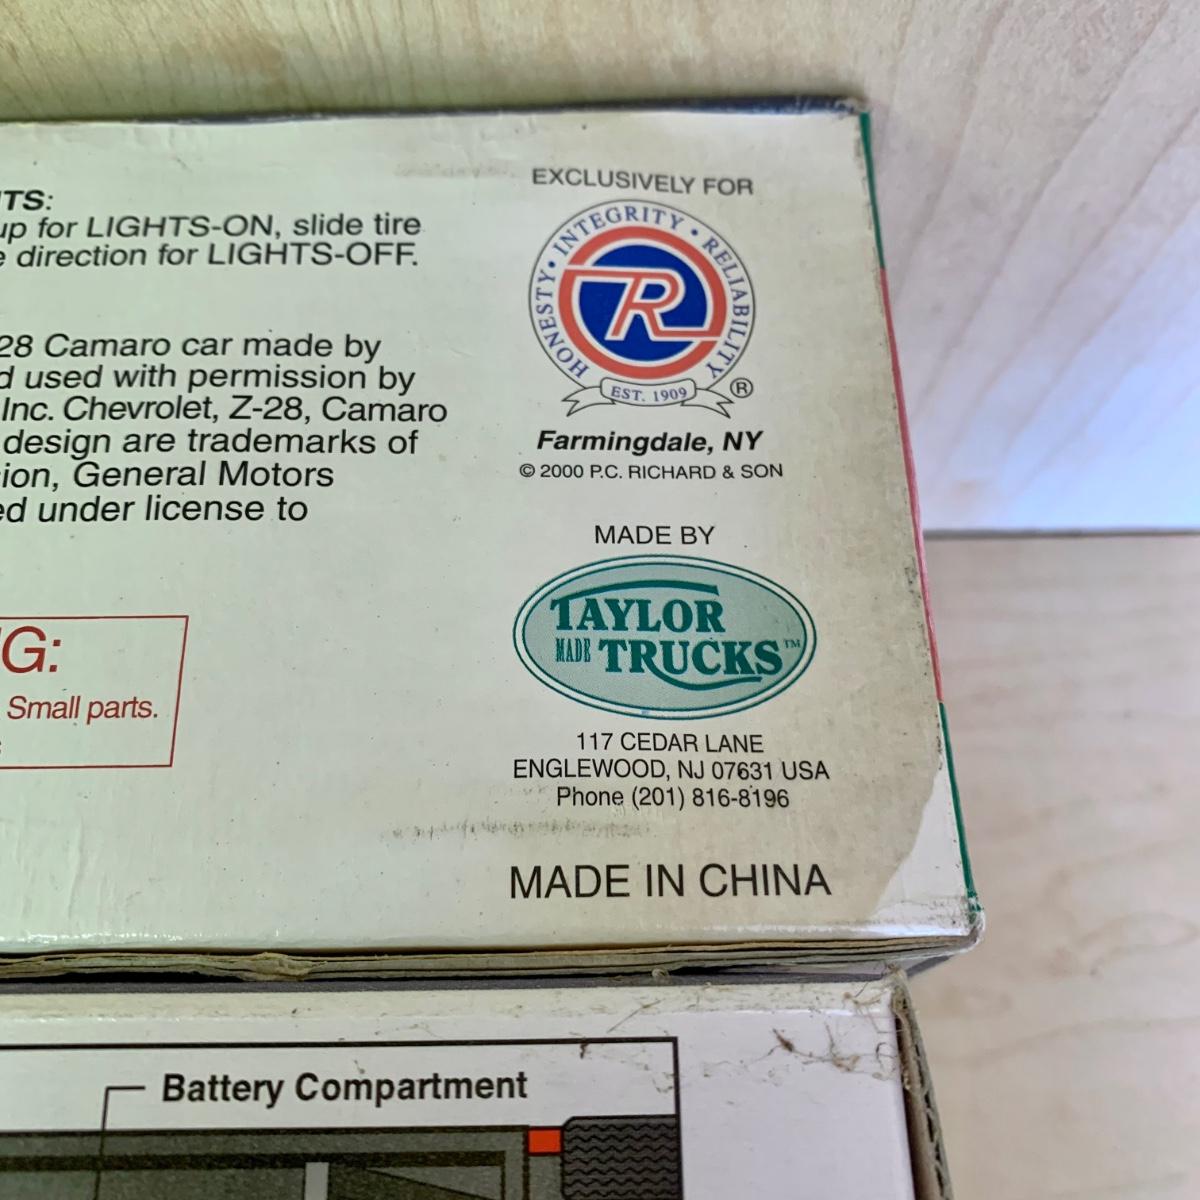 TS:
up for LIGHTS-ON, slide tire
e direction for LIGHTS-OFF.
28 Camaro car made by
d used with permission by
Inc. Chevrolet, Z-28, Camaro
design are trademarks of
ion, General Motors
ed under license to
G:
Small parts.
EXCLUSIVELY FOR
HONESTY • INTEGRITY • RELIABILITY
R
EST. 1909
®
Farmingdale, NY
© 2000 P.C. RICHARD & SON
MADE BY
TAYLOR
MADE TRUCKS™
117 CEDAR LANE
ENGLEWOOD, NJ 07631 USA
Phone (201) 816-8196
MADE IN CHINA
Battery Compartment